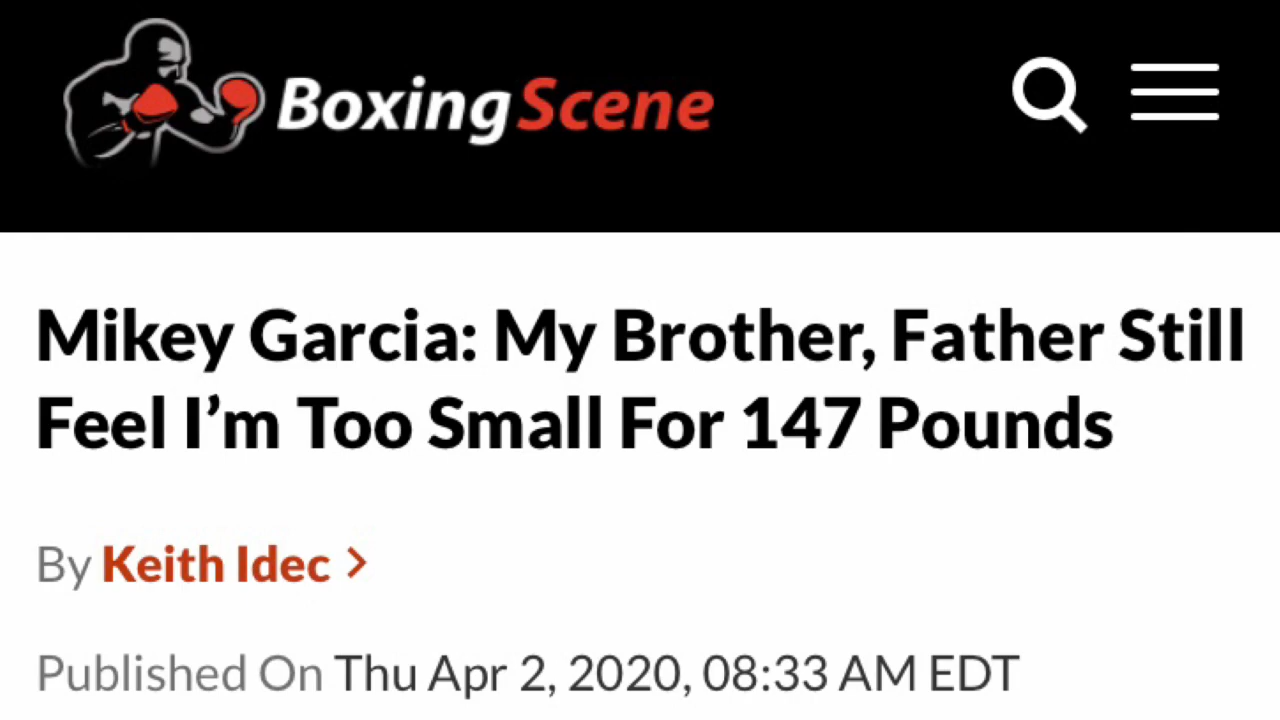 BoxingScene
Mikey Garcia: My Brother, Father Still
Feel I’m Too Small For 147 Pounds
By Keith Idec >
Published On Thu Apr 2, 2020, 08:33 AM EDT